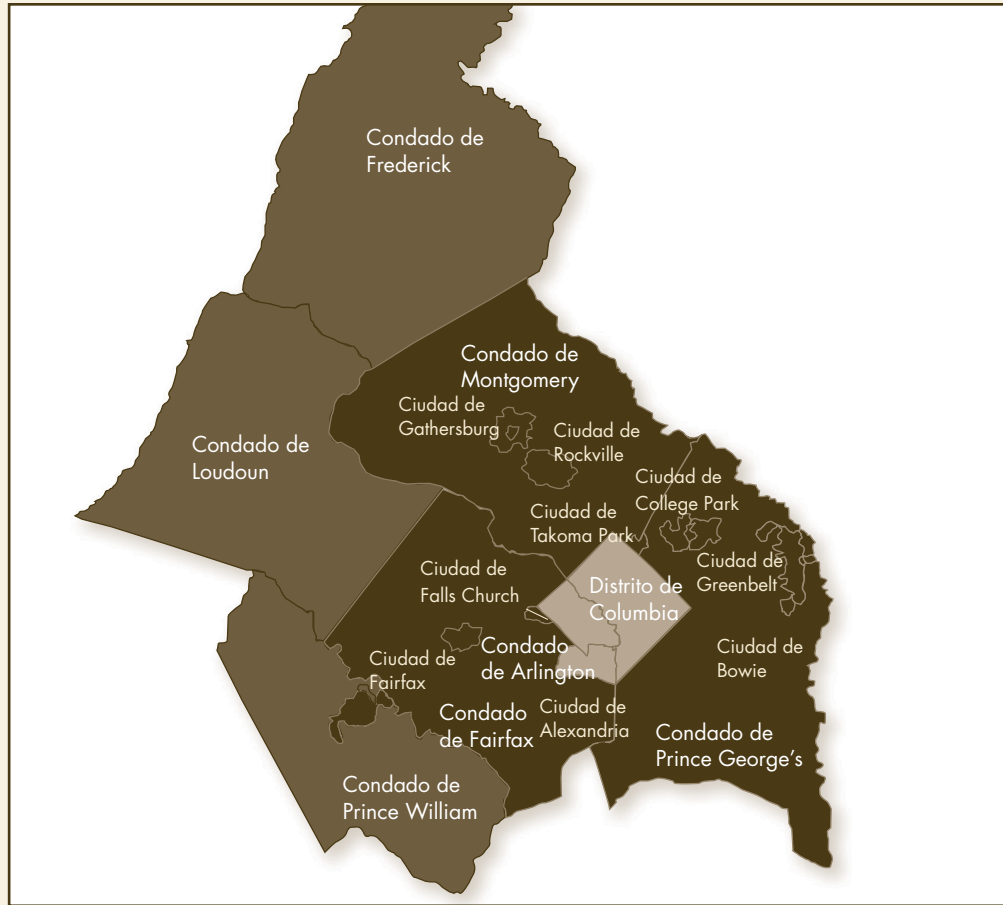 Condado de
Frederick
Condado de
Montgomery
Ciudad de
Gathersburg
Ciudad de
Rockville
Condado de
Loudoun
Ciudad de
College Park
Ciudad de
Takoma Park
Ciudad de
Greenbelt
Ciudad de
Falls Church
Distrito de
Columbia
Condado
de Arlington
Ciudad de
Fairfax
Ciudad de
Bowie
Condado
de Fairfax
Ciudad de
Alexandria
Condado de
Prince George's
Condado de
Prince William